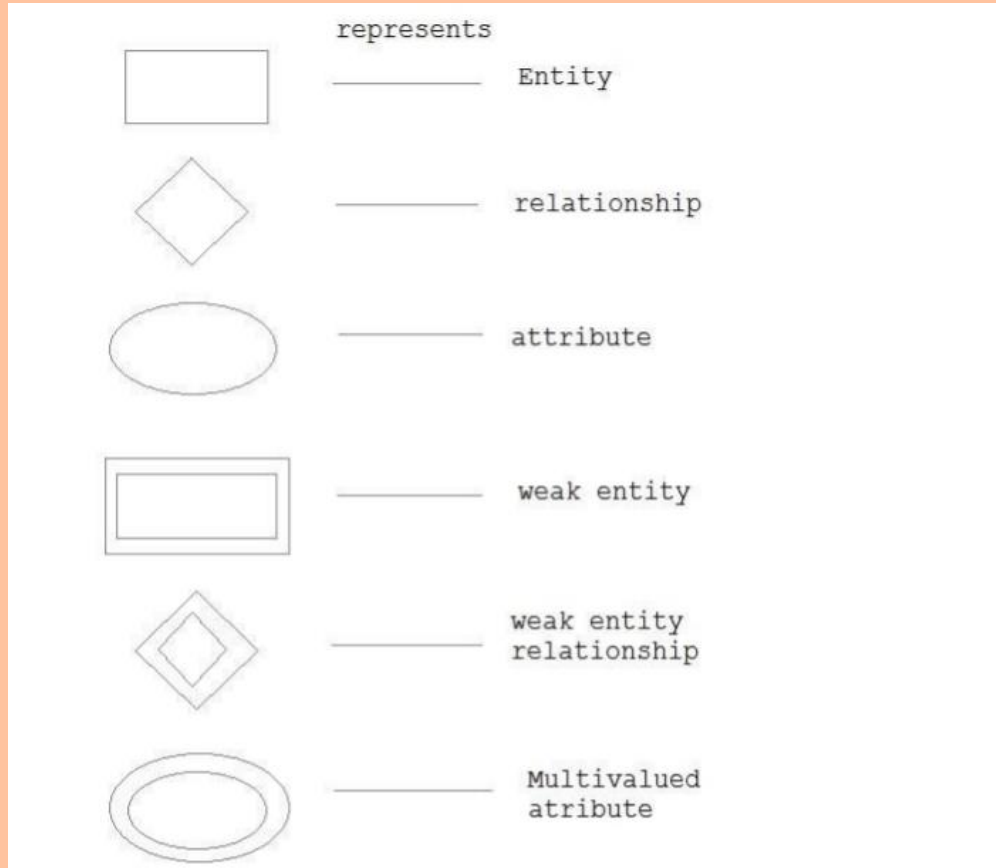 represents
Entity
relationship
attribute
weak entity
weak entity
relationship
Multivalued
atribute